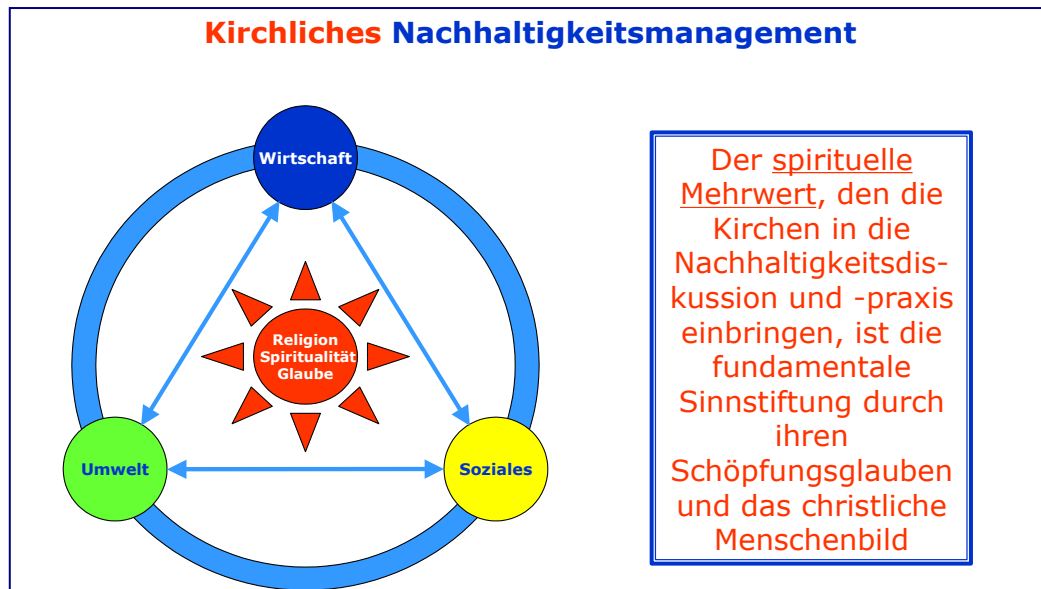 Kirchliches Nachhaltigkeitsmanagement
Wirtschaft
Religion
Spiritualität
Glaube
Umwelt
Soziales
Der spirituelle
Mehrwert, den die
Kirchen in die
Nachhaltigkeitsdis-
kussion und -praxis
einbringen, ist die
fundamentale
Sinnstiftung durch
ihren
Schöpfungsglauben
und das christliche
Menschenbild